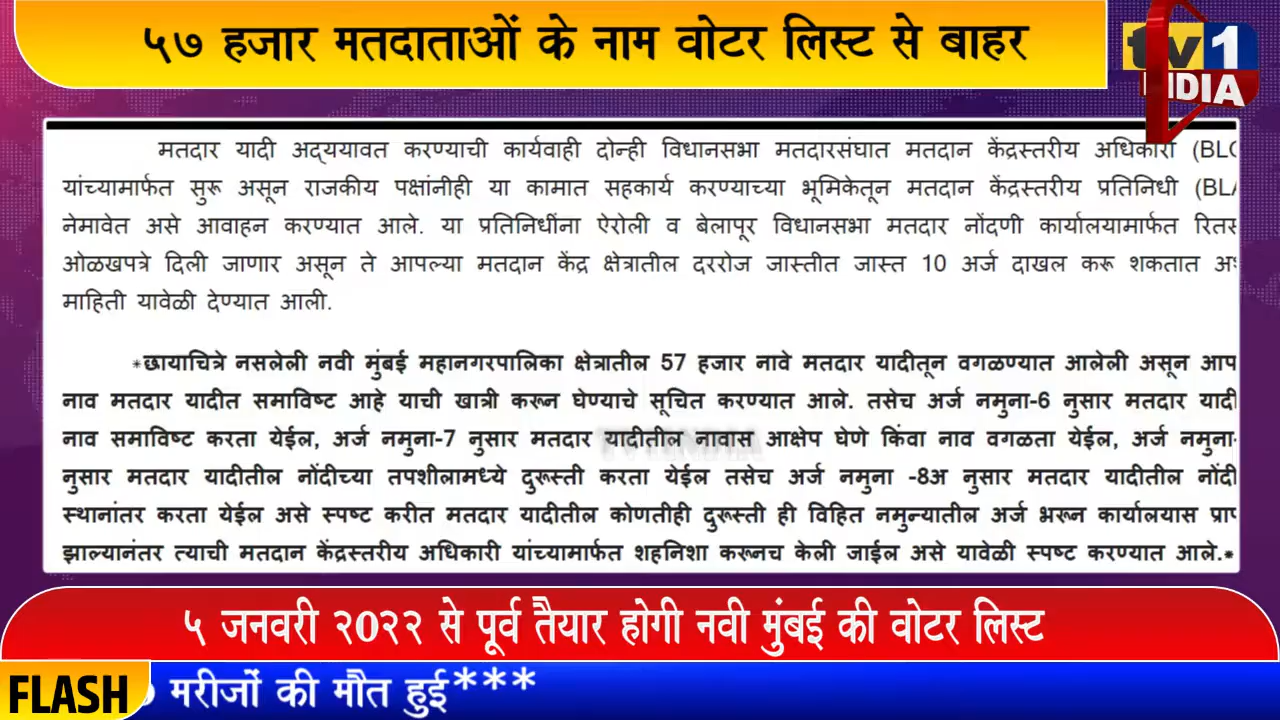 ५७ हजार मतदाताओं के नाम वोटर लिस्ट से बाहर
tv1
INDIA
मतदार यादी अद्ययावत करण्याची कार्यवाही दोन्ही विधानसभा मतदारसंघात मतदान केंद्रस्तरीय अधिकारी (BLO
यांच्यामार्फत सुरू असून राजकीय पक्षांनीही या कामात सहकार्य करण्याच्या भूमिकेतून मतदान केंद्रस्तरीय प्रतिनिधी (BLA
नेमावेत असे आवाहन करण्यात आले. या प्रतिनिधींना ऐरोली व बेलापूर विधानसभा मतदार नोंदणी कार्यालयामार्फत
ओळखपत्रे दिली जाणार असून ते आपल्या मतदान केंद्र क्षेत्रातील दररोज जास्तीत जास्त 10 अर्ज दाखल करू शकतात
माहिती यावेळी देण्यात आली.
*छायाचित्रे नसलेली नवी मुंबई महानगरपालिका क्षेत्रातील 57 हजार नावे मतदार यादीतून वगळण्यात आलेली असून
नाव मतदार यादीत समाविष्ट आहे याची खात्री करून घेण्याचे सूचित करण्यात आले. तसेच अर्ज नमुना-6 नुसार मतदार यादी
नाव समाविष्ट करता येईल, अर्ज नमुना-7 नुसार मतदार यादीतील नावास आक्षेप घेणे किंवा नाव वगळता येईल, अर्ज नमुना-
नुसार मतदार यादीतील नोंदीच्या तपशीलामध्ये दुरूस्ती करता येईल तसेच अर्ज नमुना -8अ नुसार मतदार यादीतील नोंदी
स्थानांतर करता येईल असे स्पष्ट करीत मतदार यादीतील कोणतीही दुरूस्ती ही विहित नमुन्यातील अर्ज भरून कार्यालयास
झाल्यानंतर त्याची मतदान केंद्रस्तरीय अधिकारी यांच्यामार्फत शहनिशा करूनच केली जाईल असे यावेळी स्पष्ट करण्यात आले.*
५ जनवरी २०२२ से पूर्व तैयार होगी नवी मुंबई की वोटर लिस्ट
FLASH मरीजों की मौत हुई***